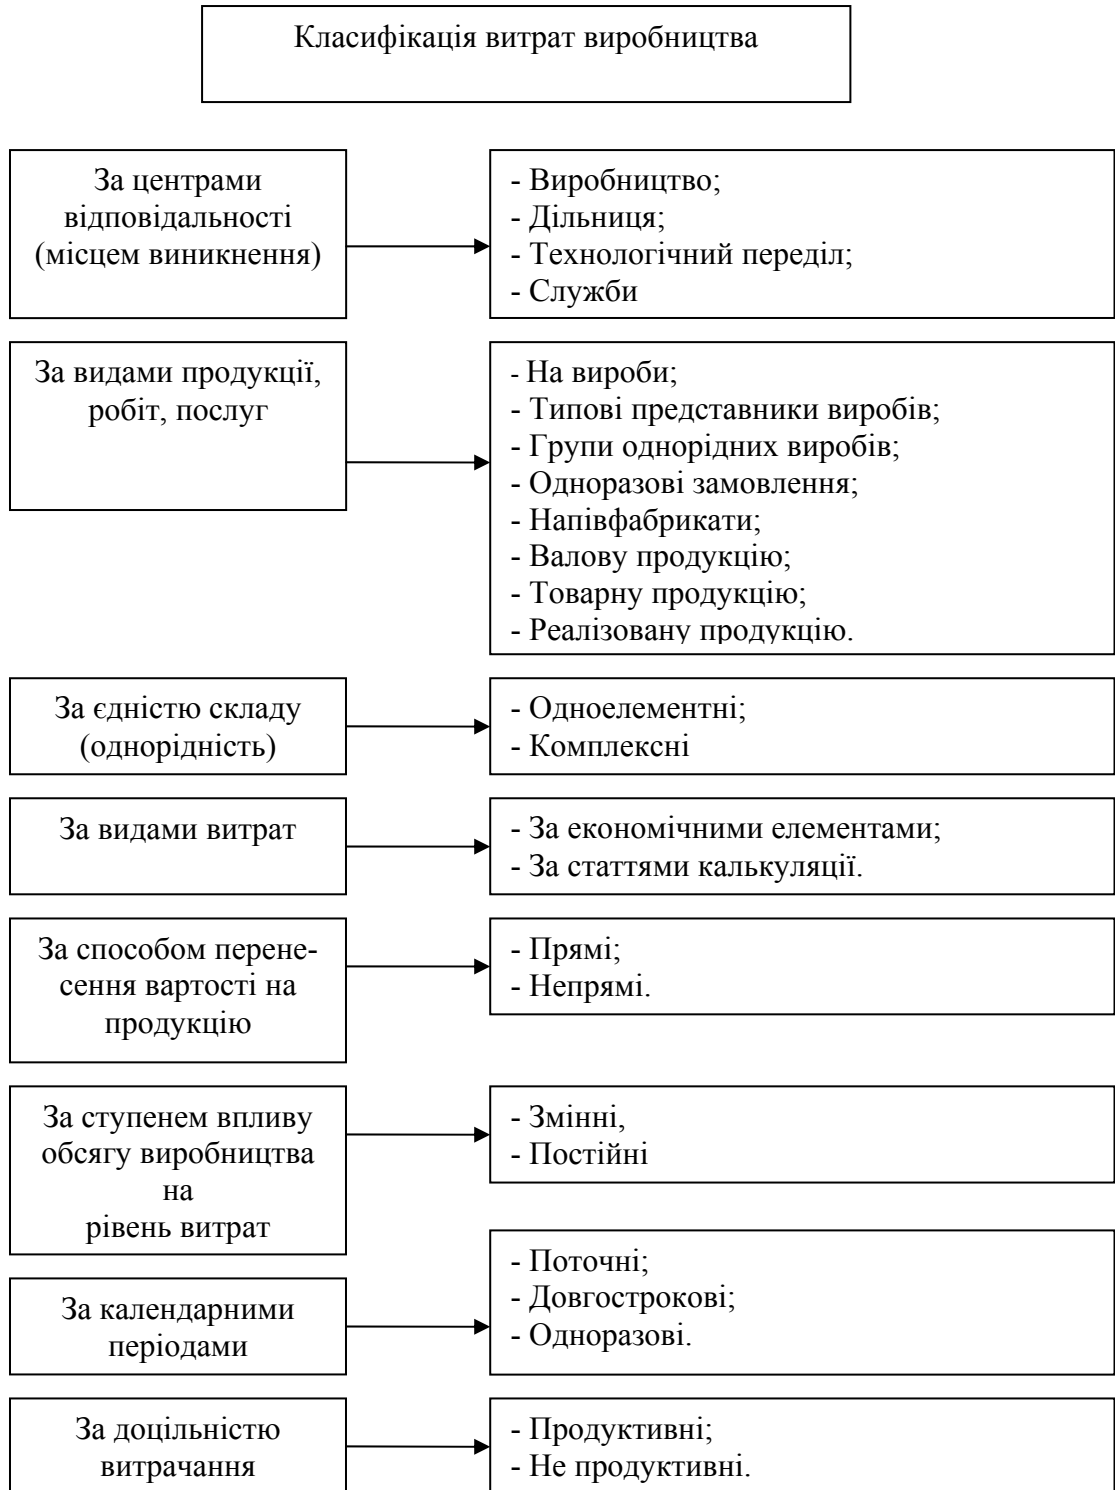 Класифікація витрат виробництва
За центрами
відповідальності
(місцем виникнення)
- Виробництво;
- Дільниця;
- Технологічний переділ;
- Служби
За видами продукції,
робіт, послуг
- На вироби;
- Типові представники виробів;
- Групи однорідних виробів;
- Одноразові замовлення;
- Напівфабрикати;
- Валову продукцію;
- Товарну продукцію;
- Реалізовану продукцію.
За єдністю складу
(однорідність)
- Одноелементні;
- Комплексні
За видами витрат
- За економічними елементами;
- За статтями калькуляції.
За способом перене-
сення вартості на
продукцію
- Прямі;
- Непрямі.
За ступенем впливу
обсягу виробництва
на
рівень витрат
- Змінні,
- Постійні
За календарними
періодами
- Поточні;
- Довгострокові;
- Одноразові.
За доцільністю
витрачання
- Продуктивні;
- Не продуктивні.